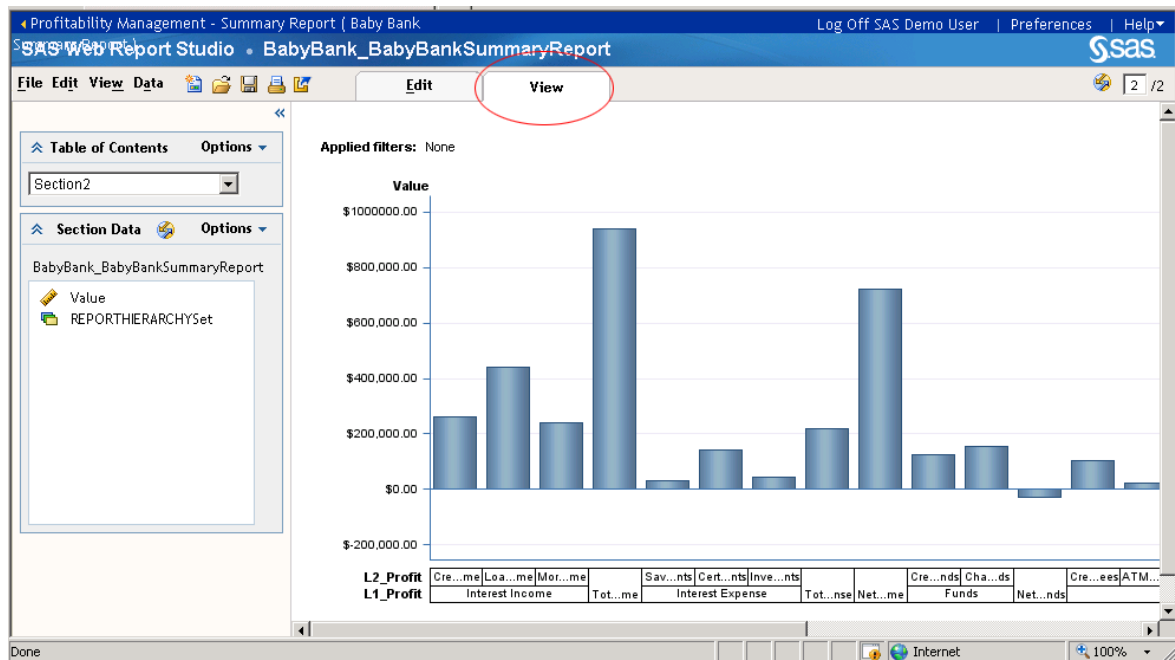 Profitability Management - Summary Report ( Baby Bank
Log Off SAS Demo User | Preferences | Help
Summary Report )
SAS Web Report Studio • BabyBank_BabyBankSummaryReport
sas
File Edit View Data
Edit
View
2 /2
«
Table of Contents Options
Section2
Section Data Options
BabyBank_BabyBankSummaryReport
Value
REPORTHIERARCHYSet
Applied filters: None
Value
$1000000.00
$800,000.00
$600,000.00
$400,000.00
$200,000.00
$0.00
$-200,000.00
L2_Profit Cre...me Loa...me Mor...me Sav...nts Cert...nts Inve...nts Cre...nds Cha...ds Cre...ees ATM...
L1_Profit Interest Income Tot...me Interest Expense Tot...nse Net...me Funds Net...nds
Done
Internet
100%